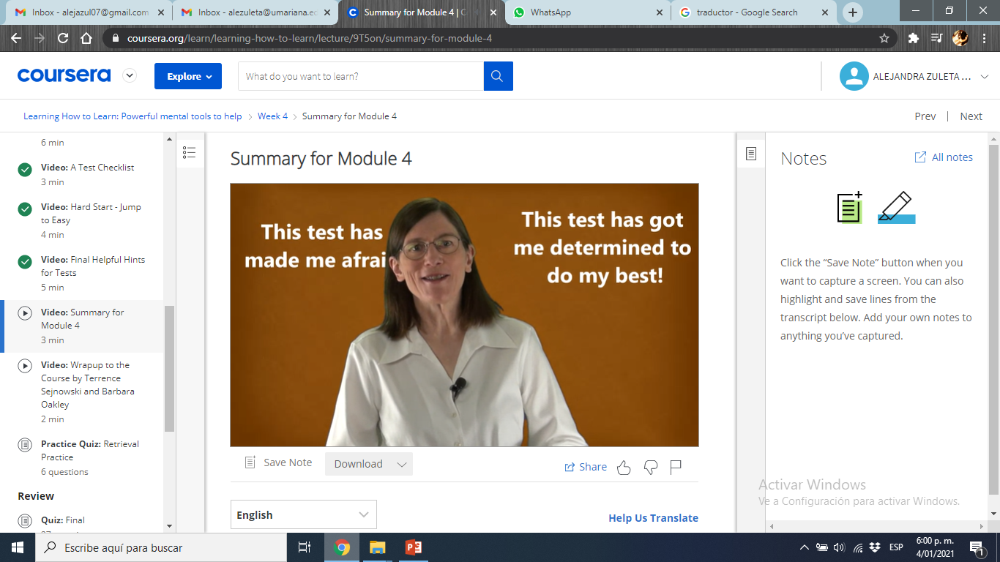 Inbox - alejazul07@gmail.com
Inbox - alezuleta@umariana.ec
Summary for Module 4 | C
WhatsApp
traductor - Google Search
coursera.org/learn/learning-how-to-learn/lecture/9T5on/summary-for-module-4
coursera
Explore
What do you want to learn?
ALEJANDRA ZULETA ...
Learning How to Learn: Powerful mental tools to help > Week 4 > Summary for Module 4
Prev | Next
6 min
Video: A Test Checklist
3 min
Video: Hard Start - Jump
to Easy
4 min
Video: Final Helpful Hints
for Tests
5 min
Video: Summary for
Module 4
3 min
Video: Wrapup to the
Course by Terrence
Sejnowski and Barbara
Oakley
2 min
Practice Quiz: Retrieval
Practice
6 questions
Review
Quiz: Final
Summary for Module 4
This test has
made me afrai
This test has got
me determined to
do my best!
Save Note
Download
Share
English
Help Us Translate
Notes
All notes
Click the “Save Note” button when you
want to capture a screen. You can also
highlight and save lines from the
transcript below. Add your own notes to
anything you’ve captured.
Activar Windows
Ve a Configuración para activar Windows.
Escribe aquí para buscar
ESP
6:00 p. m.
4/01/2021
1